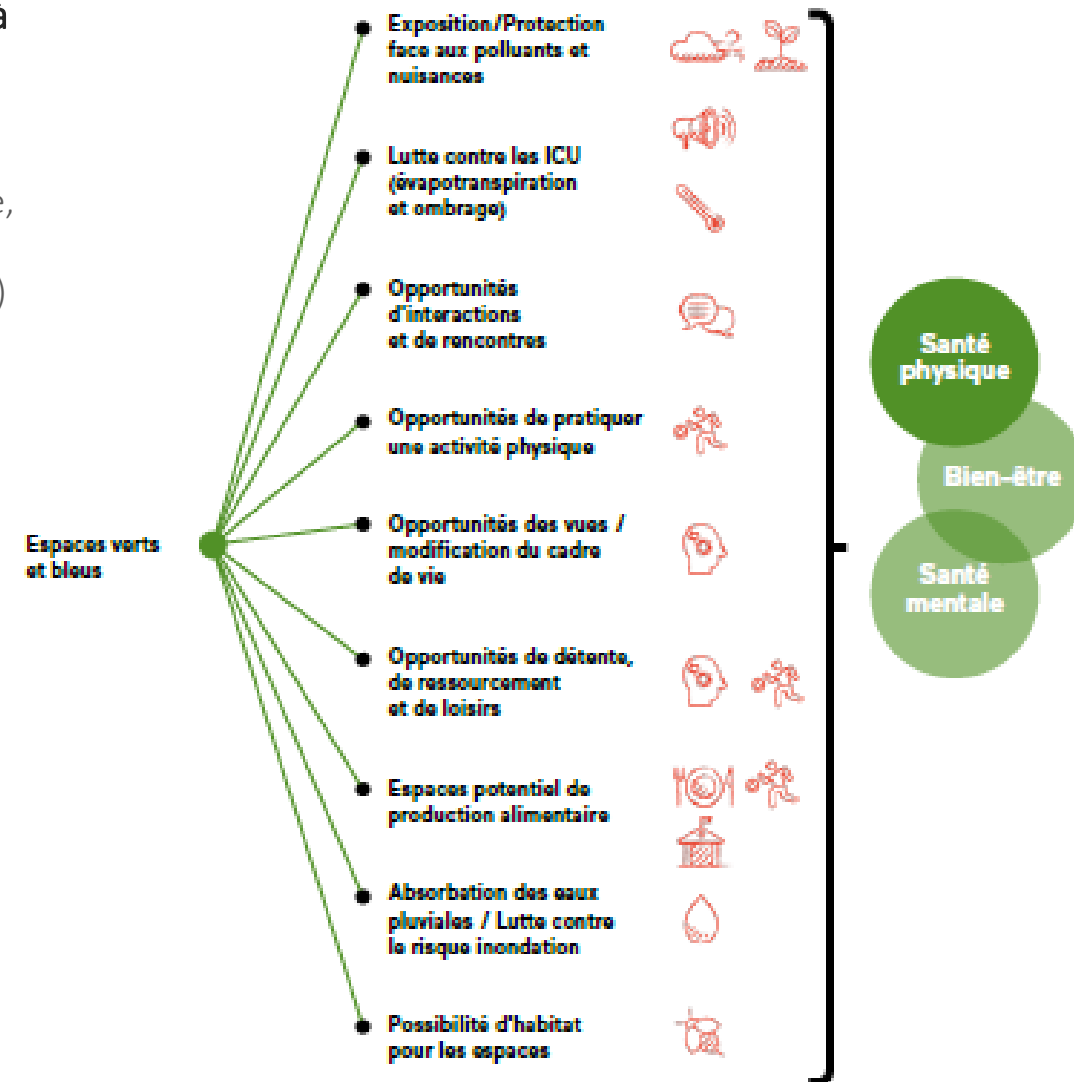 à
e,
)
Exposition/Protection
face aux polluants et
nuisances
Lutte contre les ICU
(évapotranspiration
et ombrage)
Opportunités
d'interactions
et de rencontres
Opportunités de pratiquer
une activité physique
Opportunités des vues /
modification du cadre
de vie
Espaces verts
et bleus
Opportunités de détente,
de ressourcement
et de loisirs
Espaces potentiel de
production alimentaire
Absorbation des eaux
pluviales / Lutte contre
le risque inondation
Possibilité d'habitat
pour les espaces
Santé
physique
Bien-être
Santé
mentale